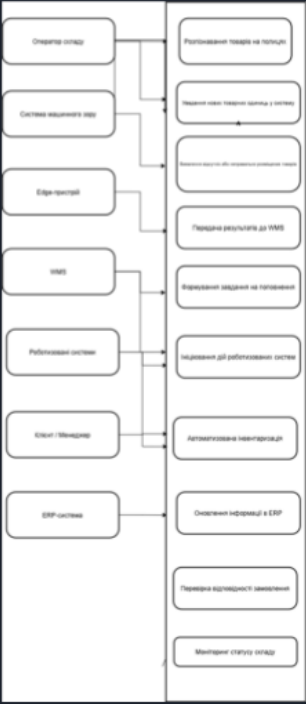 Оператор складу
Розпізнавання товарів на полицях
Введення нових товарних одиниць у систему
Система машинного зору
Виявлення відсутніх або неправильно розміщених товарів
Edge-пристрій
Передача результатів до WMS
WMS
Формування завдання на поповнення
Роботизовані системи
Ініціювання дій роботизованих систем
Клієнт / Менеджер
Автоматизована інвентаризація
ERP-система
Оновлення інформації в ERP
Перевірка відповідності замовлення
Моніторинг статусу складу